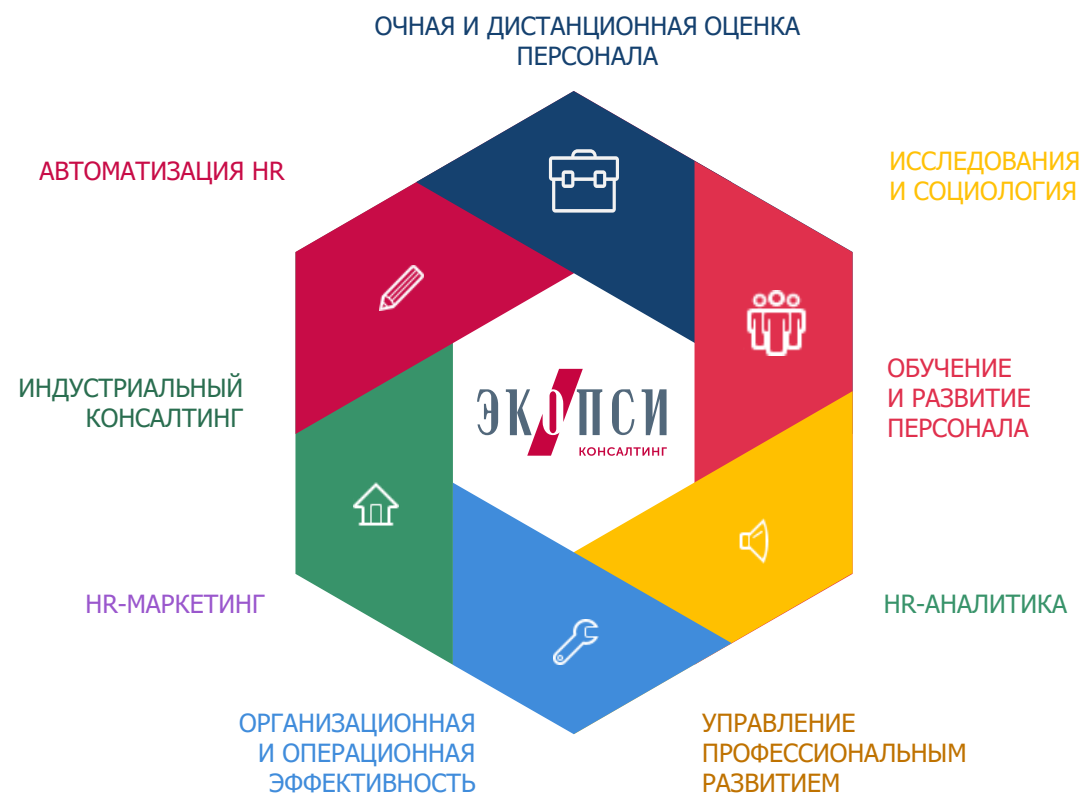 ОЧНАЯ И ДИСТАНЦИОННАЯ ОЦЕНКА
ПЕРСОНАЛА
АВТОМАТИЗАЦИЯ HR
ИССЛЕДОВАНИЯ
И СОЦИОЛОГИЯ
ИНДУСТРИАЛЬНЫЙ
КОНСАЛТИНГ
ЭКОПСИ
КОНСАЛТИНГ
ОБУЧЕНИЕ
И РАЗВИТИЕ
ПЕРСОНАЛА
HR-МАРКЕТИНГ
HR-АНАЛИТИКА
ОРГАНИЗАЦИОННАЯ
И ОПЕРАЦИОННАЯ
ЭФФЕКТИВНОСТЬ
УПРАВЛЕНИЕ
ПРОФЕССИОНАЛЬНЫМ
РАЗВИТИЕМ